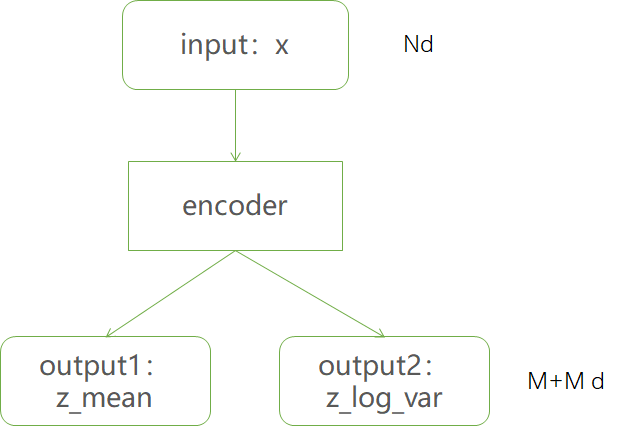 input：x
Nd
encoder
output1：
z_mean
output2：
z_log_var
M+M d